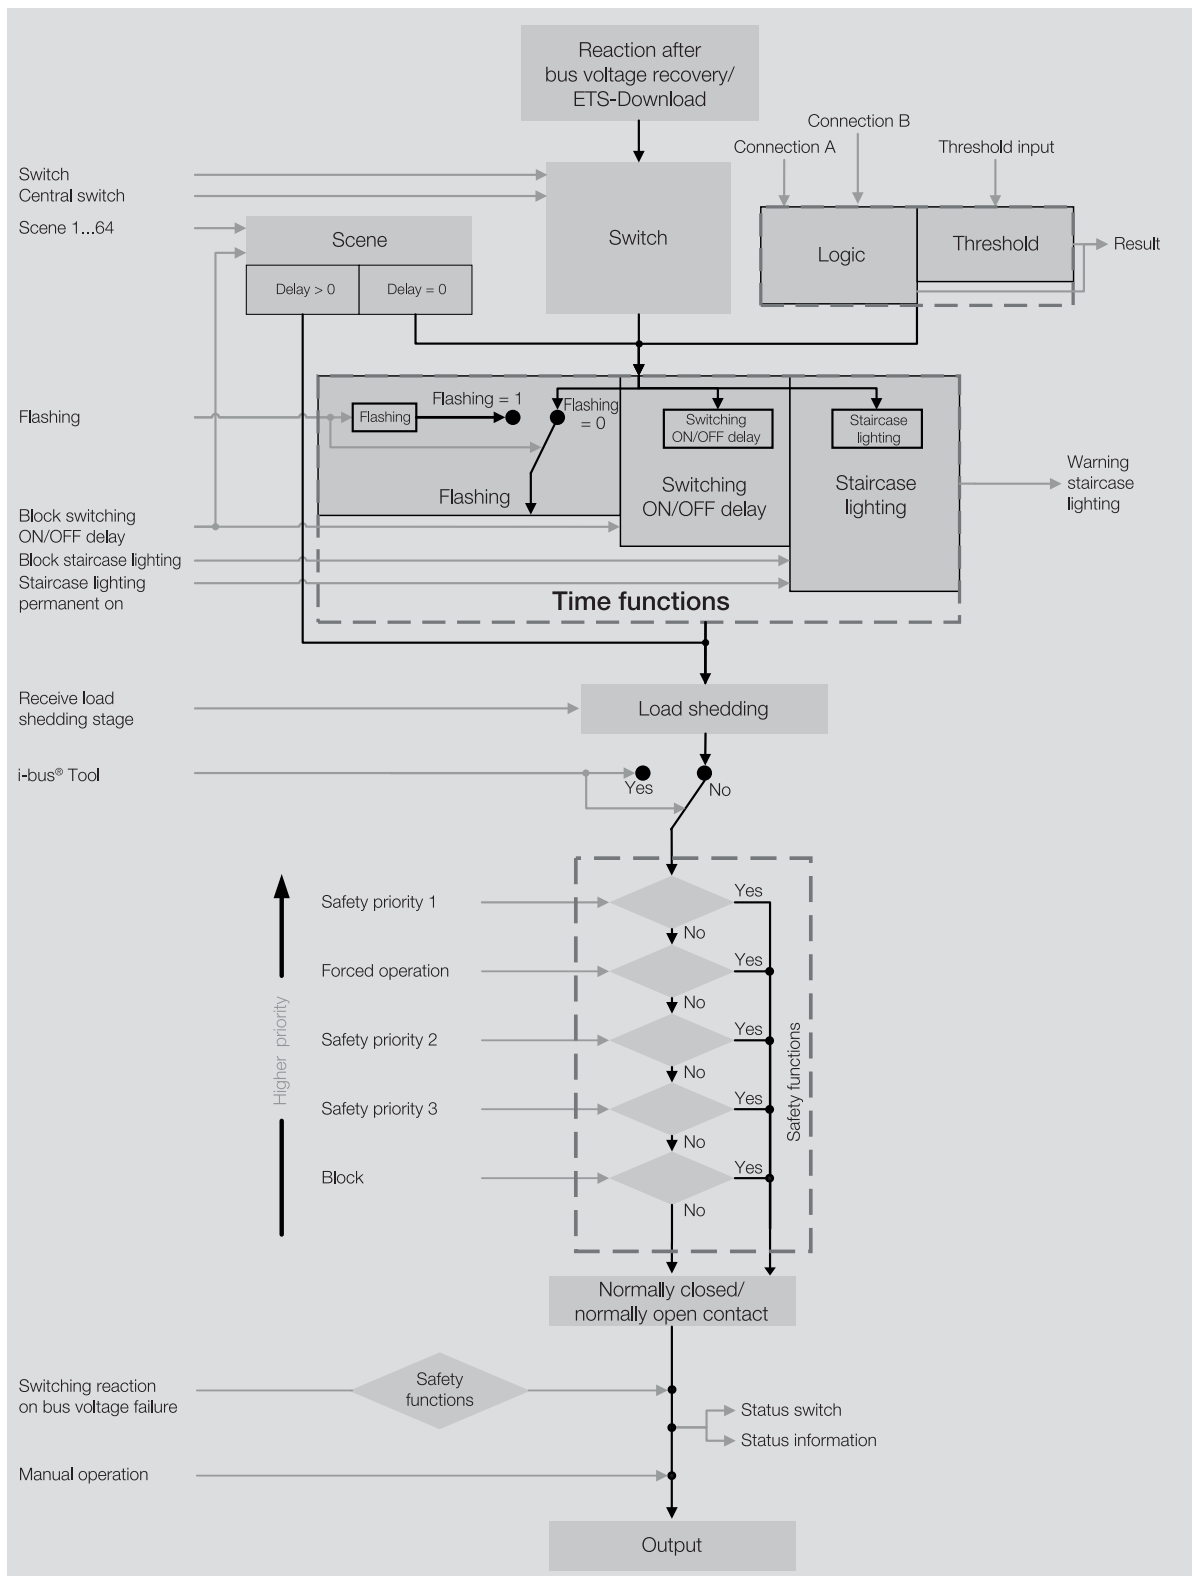 Reaction after
bus voltage recovery/
ETS-Download
Connection B
Connection A
Threshold input
Switch
Central switch
Scene 1...64
Scene
Switch
Logic
Threshold
Result
Delay > 0
Delay = 0
Flashing
Flashing
Flashing = 1
Flashing
= 0
Switching
ON/OFF delay
Staircase
lighting
Flashing
Switching
ON/OFF delay
Staircase
lighting
Warning
staircase
lighting
Block switching
ON/OFF delay
Block staircase lighting
Staircase lighting
permanent on
Time functions
Receive load
shedding stage
Load shedding
i-bus® Tool
Yes
No
Higher priority
Safety priority 1
Yes
No
Forced operation
Yes
No
Safety priority 2
Yes
No
Safety priority 3
Yes
No
Block
Yes
No
Safety functions
Normally closed/
normally open contact
Switching reaction
on bus voltage failure
Safety
functions
Status switch
Status information
Manual operation
Output